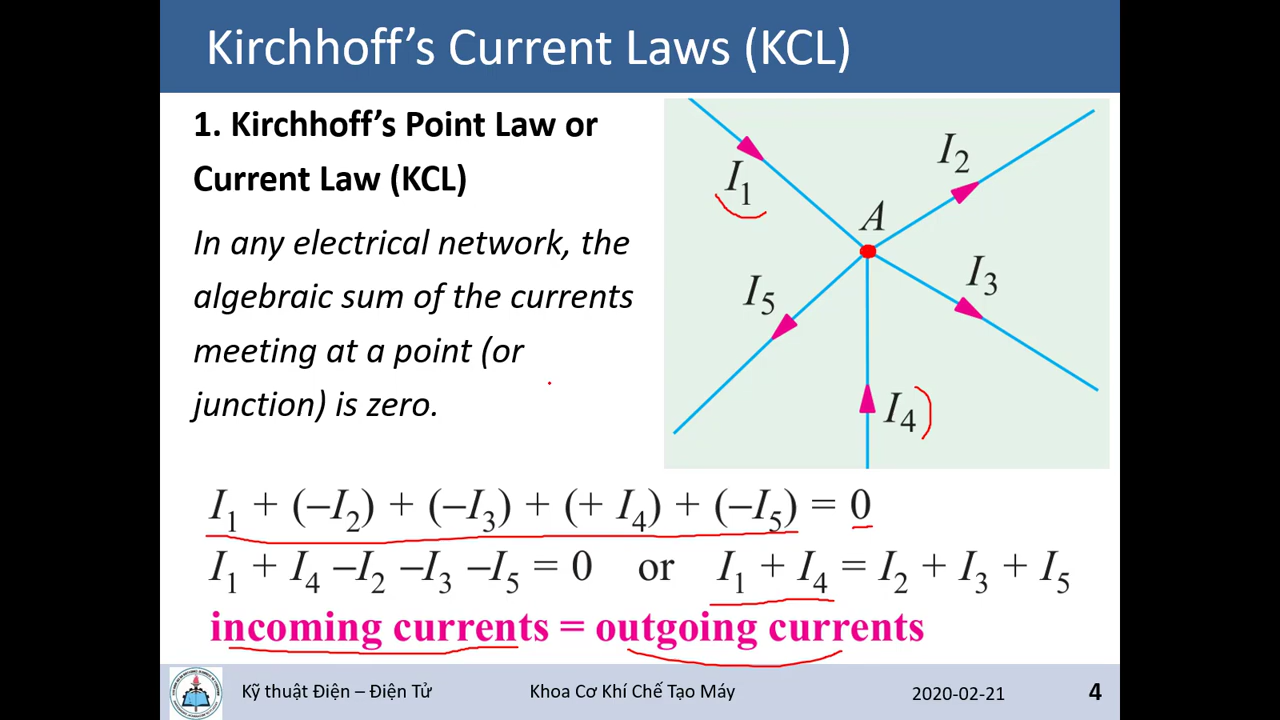 Kirchhoff’s Current Laws (KCL)
1. Kirchhoff’s Point Law or
Current Law (KCL)
In any electrical network, the
algebraic sum of the currents
meeting at a point (or
junction) is zero.
I₁
I₂
A
I₃
I₅
I₄
I₁ + (–I₂) + (–I₃) + (+ I₄) + (–I₅) = 0
I₁ + I₄ –I₂ –I₃ –I₅ = 0 or I₁ + I₄ = I₂ + I₃ + I₅
incoming currents = outgoing currents
Kỹ thuật Điện – Điện Tử Khoa Cơ Khí Chế Tạo Máy 2020-02-21 4